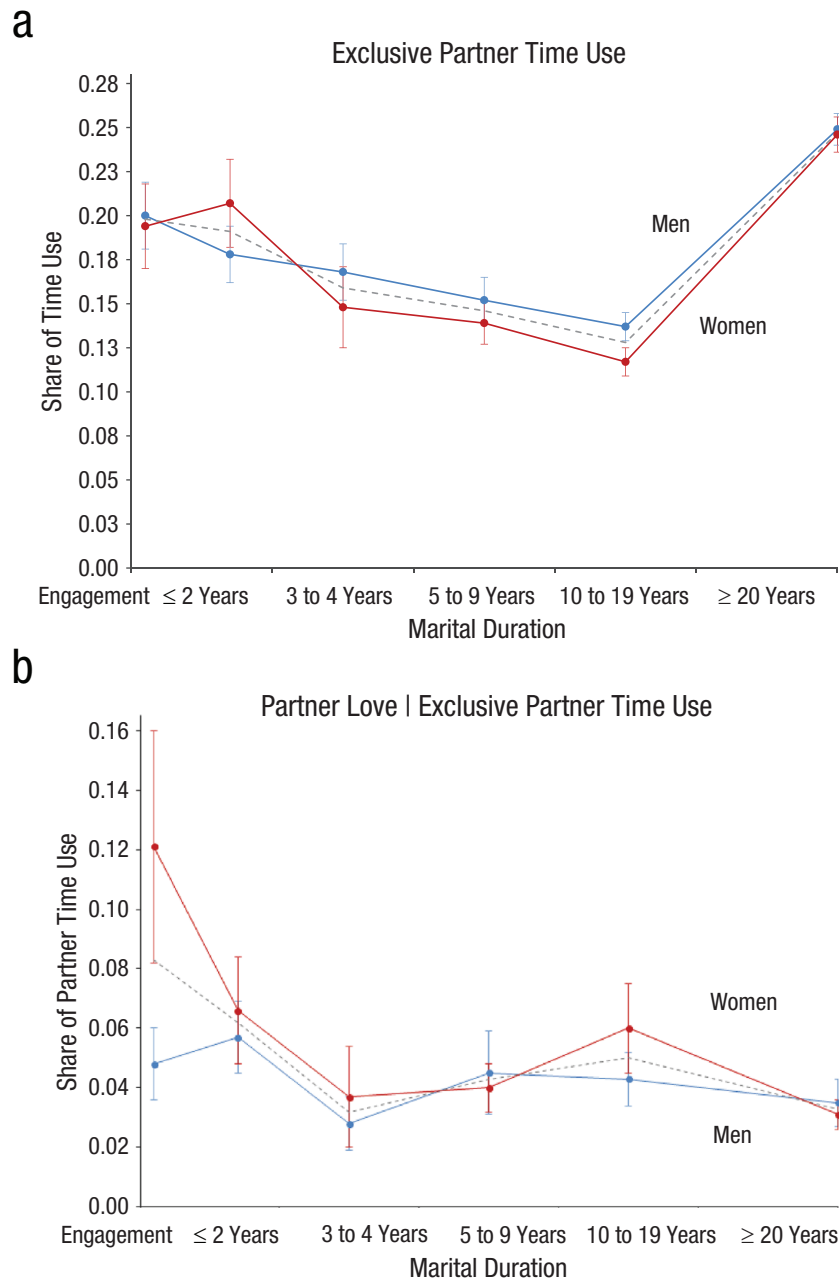 a
Exclusive Partner Time Use
0.28
0.25
0.23
0.20
0.18
0.15
0.13
0.10
0.08
0.05
0.03
0.00
Share of Time Use
Men
Women
Engagement ≤ 2 Years 3 to 4 Years 5 to 9 Years 10 to 19 Years ≥ 20 Years
Marital Duration
b
Partner Love | Exclusive Partner Time Use
0.16
0.14
0.12
0.10
0.08
0.06
0.04
0.02
0.00
Share of Partner Time Use
Women
Men
Engagement ≤ 2 Years 3 to 4 Years 5 to 9 Years 10 to 19 Years ≥ 20 Years
Marital Duration